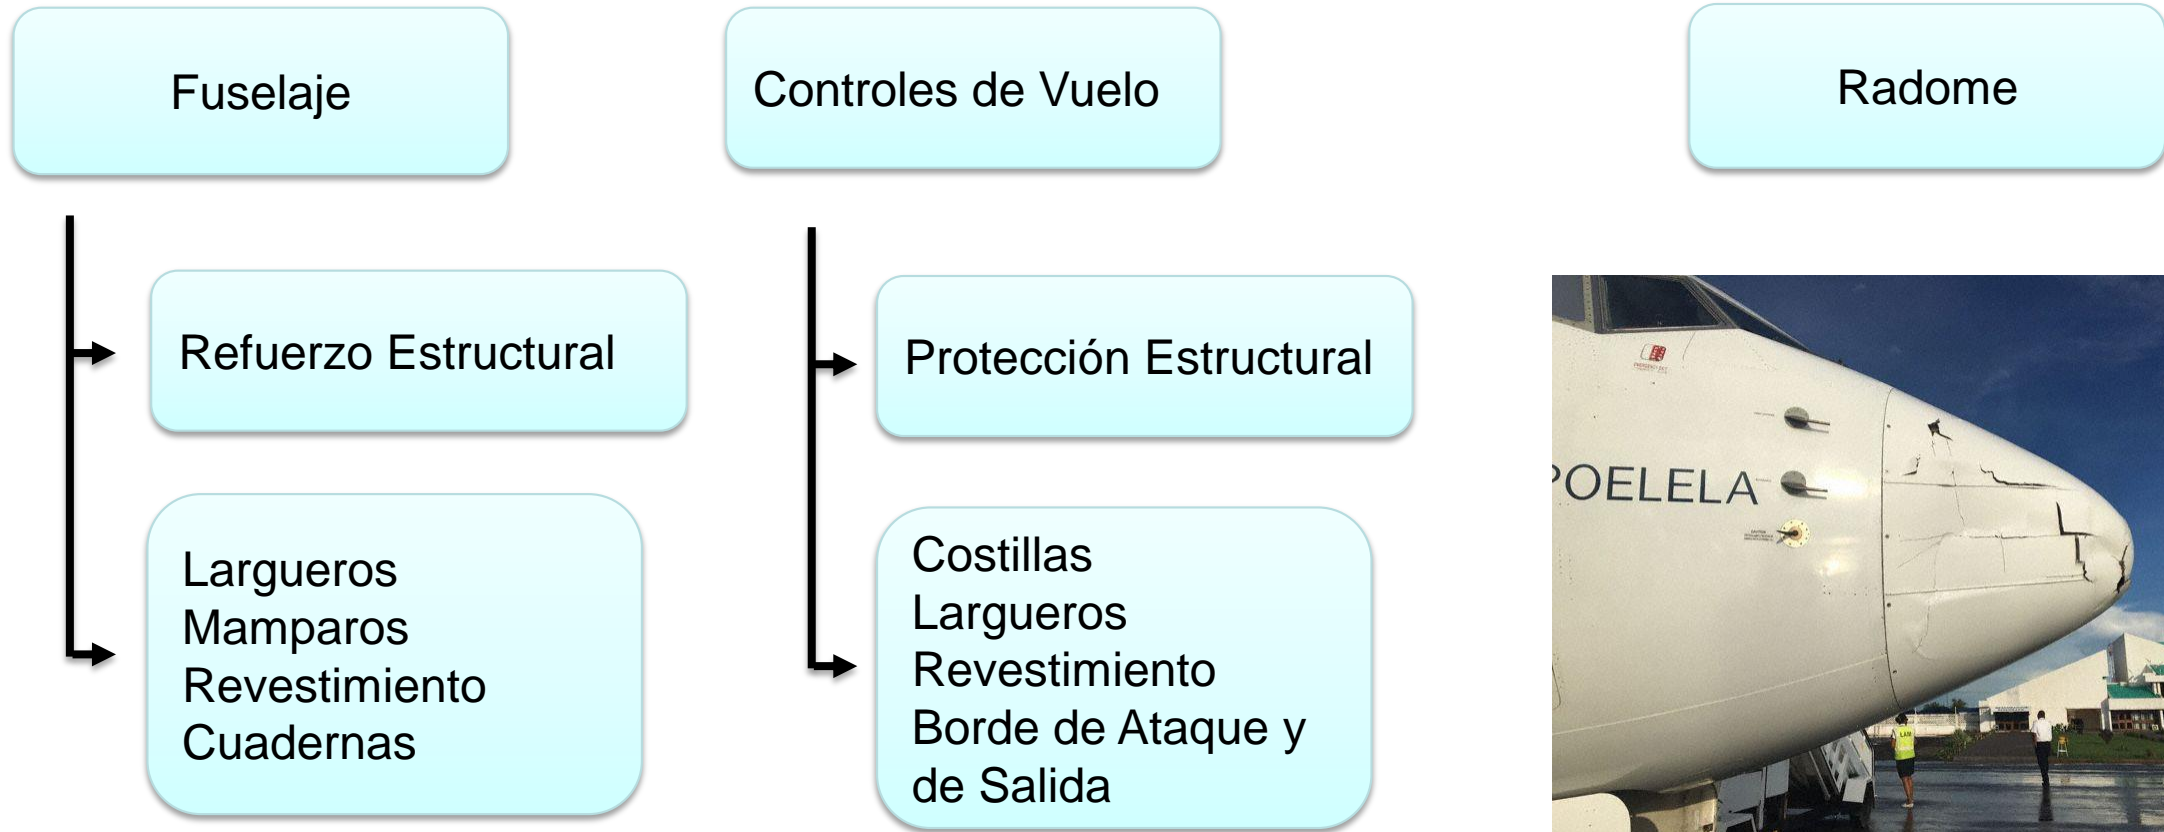 Fuselaje
Controles de Vuelo
Radome
Refuerzo Estructural
Protección Estructural
Largueros
Mamparos
Revestimiento
Cuadernas
Costillas
Largueros
Revestimiento
Borde de Ataque y
de Salida
POELELA
LAM